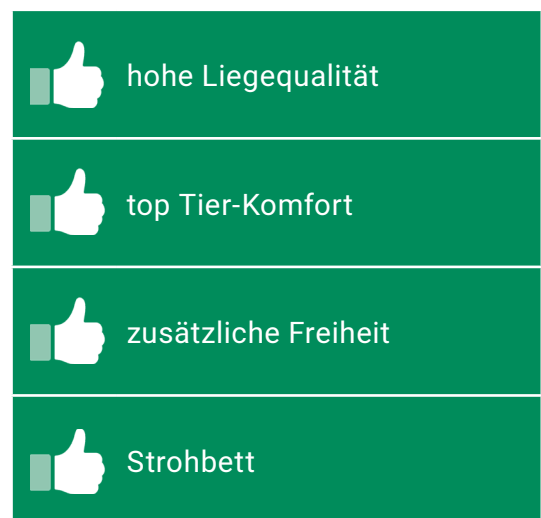 hohe Liegequalität
top Tier-Komfort
zusätzliche Freiheit
Strohbett